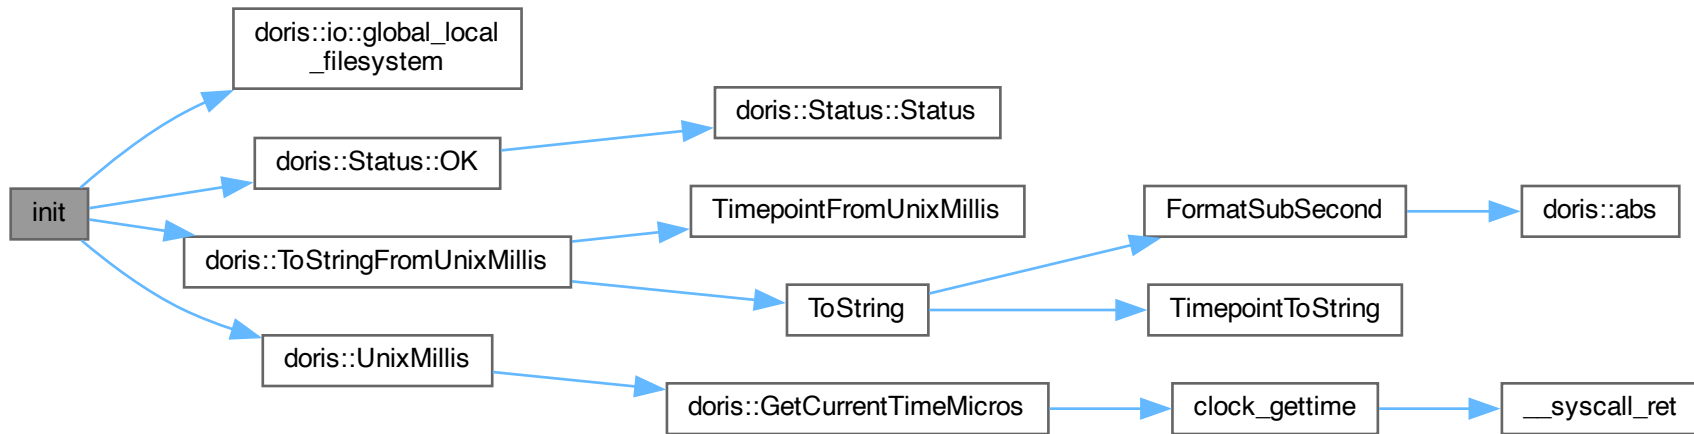 doris::io::global_local
_filesystem
doris::Status::Status
doris::Status::OK
init
TimepointFromUnixMillis
FormatSubSecond
doris::abs
doris::ToStringFromUnixMillis
ToString
TimepointToString
doris::UnixMillis
doris::GetCurrentTimeMicros
clock_gettime
__syscall_ret